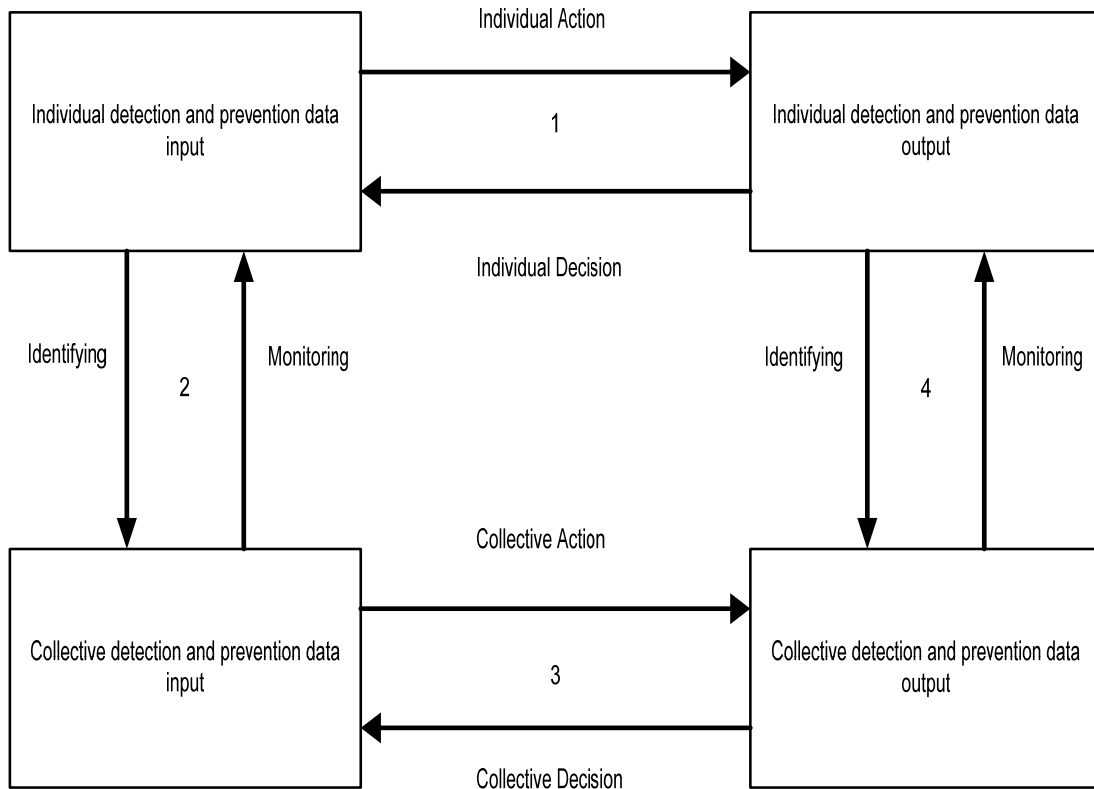 Individual Action
Individual detection and prevention data
input
1
Individual detection and prevention data
output
Individual Decision
Identifying
2
Monitoring
Identifying
4
Monitoring
Collective Action
Collective detection and prevention data
input
3
Collective detection and prevention data
output
Collective Decision